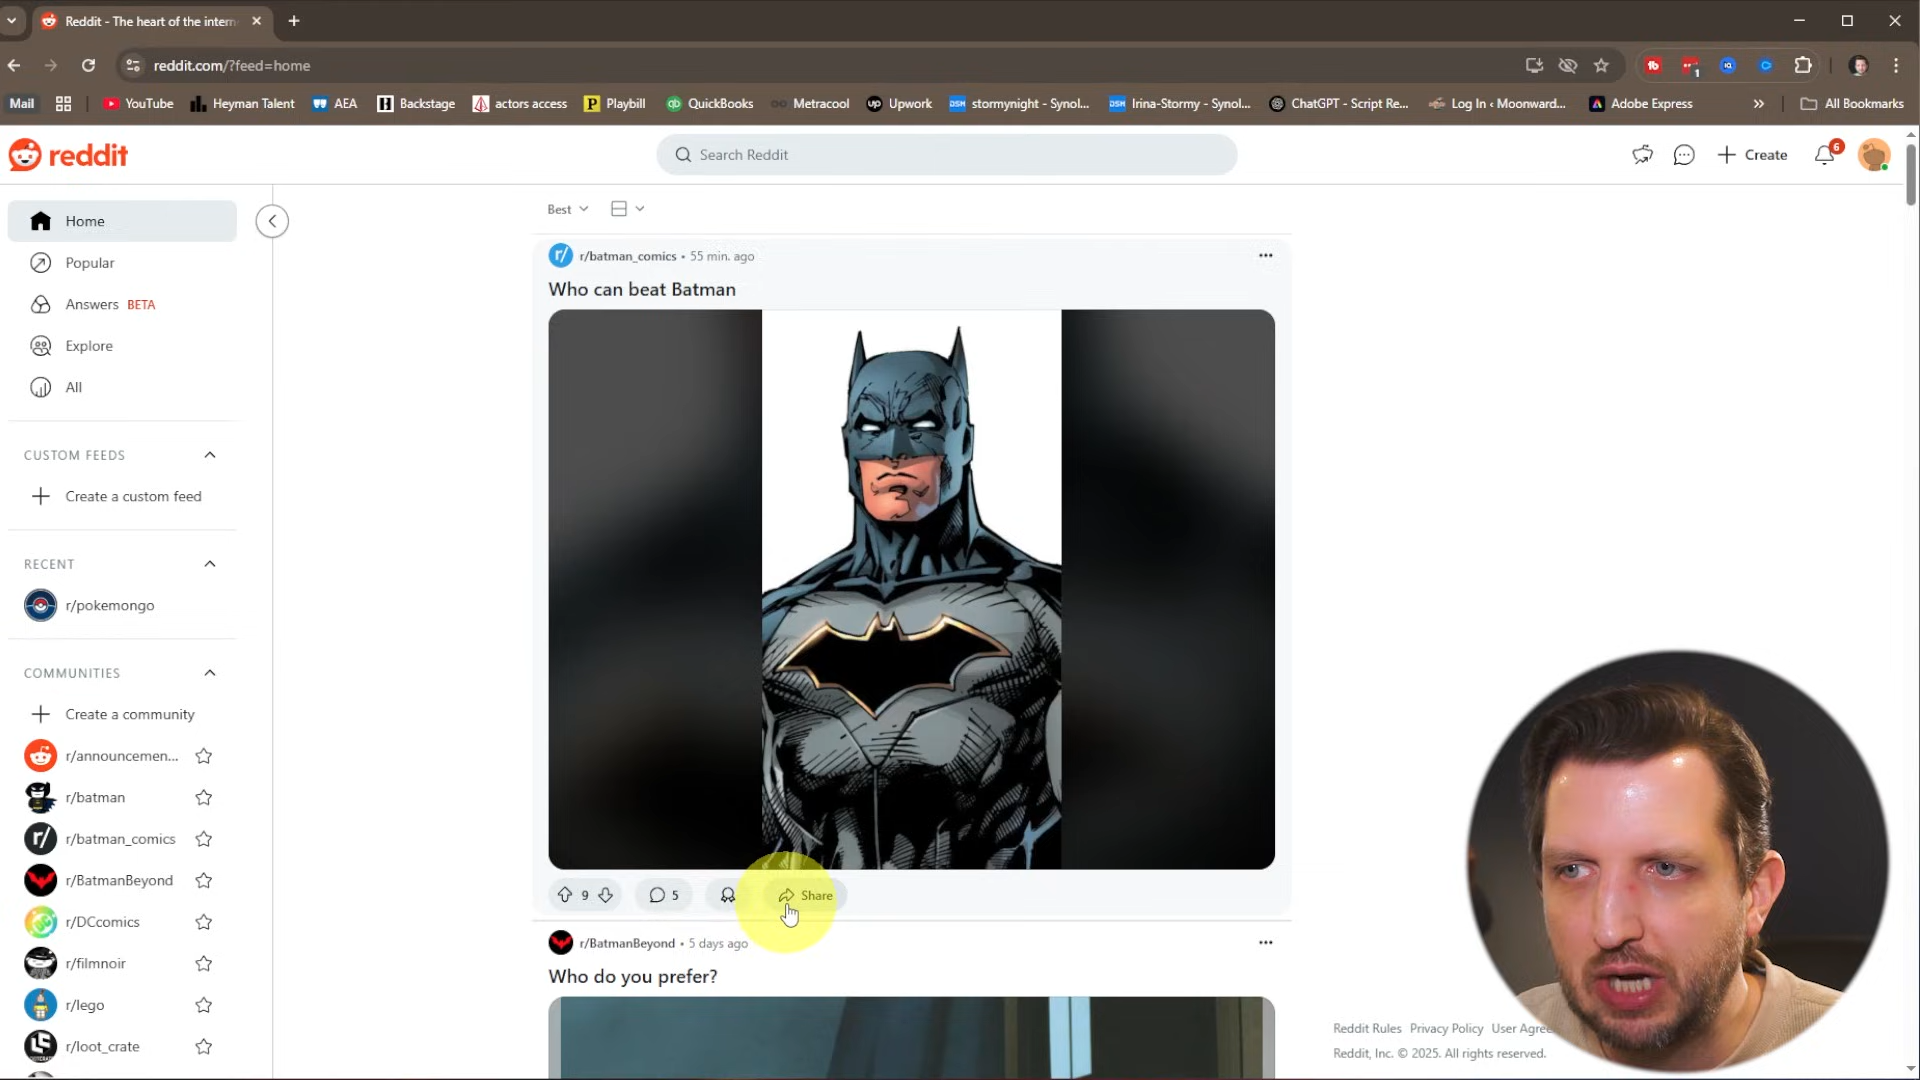 Reddit - The heart of the intern
reddit.com/?feed=home
Mail
YouTube
Heyman Talent
AEA
Backstage
actors access
Playbill
QuickBooks
Metracool
Upwork
stormynight - Synol...
Irina-Stormy - Synol...
ChatGPT - Script Re...
Log In ‹ Moonward...
Adobe Express
All Bookmarks
reddit
Search Reddit
Create
6
Home
Popular
Answers BETA
Explore
All
CUSTOM FEEDS
Create a custom feed
RECENT
r/pokemongo
COMMUNITIES
Create a community
r/announcemen...
r/batman
r/batman_comics
r/BatmanBeyond
r/DCcomics
r/filmnoir
r/lego
r/loot_crate
Best
r/batman_comics • 55 min. ago
Who can beat Batman
9
5
Share
r/BatmanBeyond • 5 days ago
Who do you prefer?
Reddit Rules Privacy Policy User Agree
Reddit, Inc. © 2025. All rights reserved.